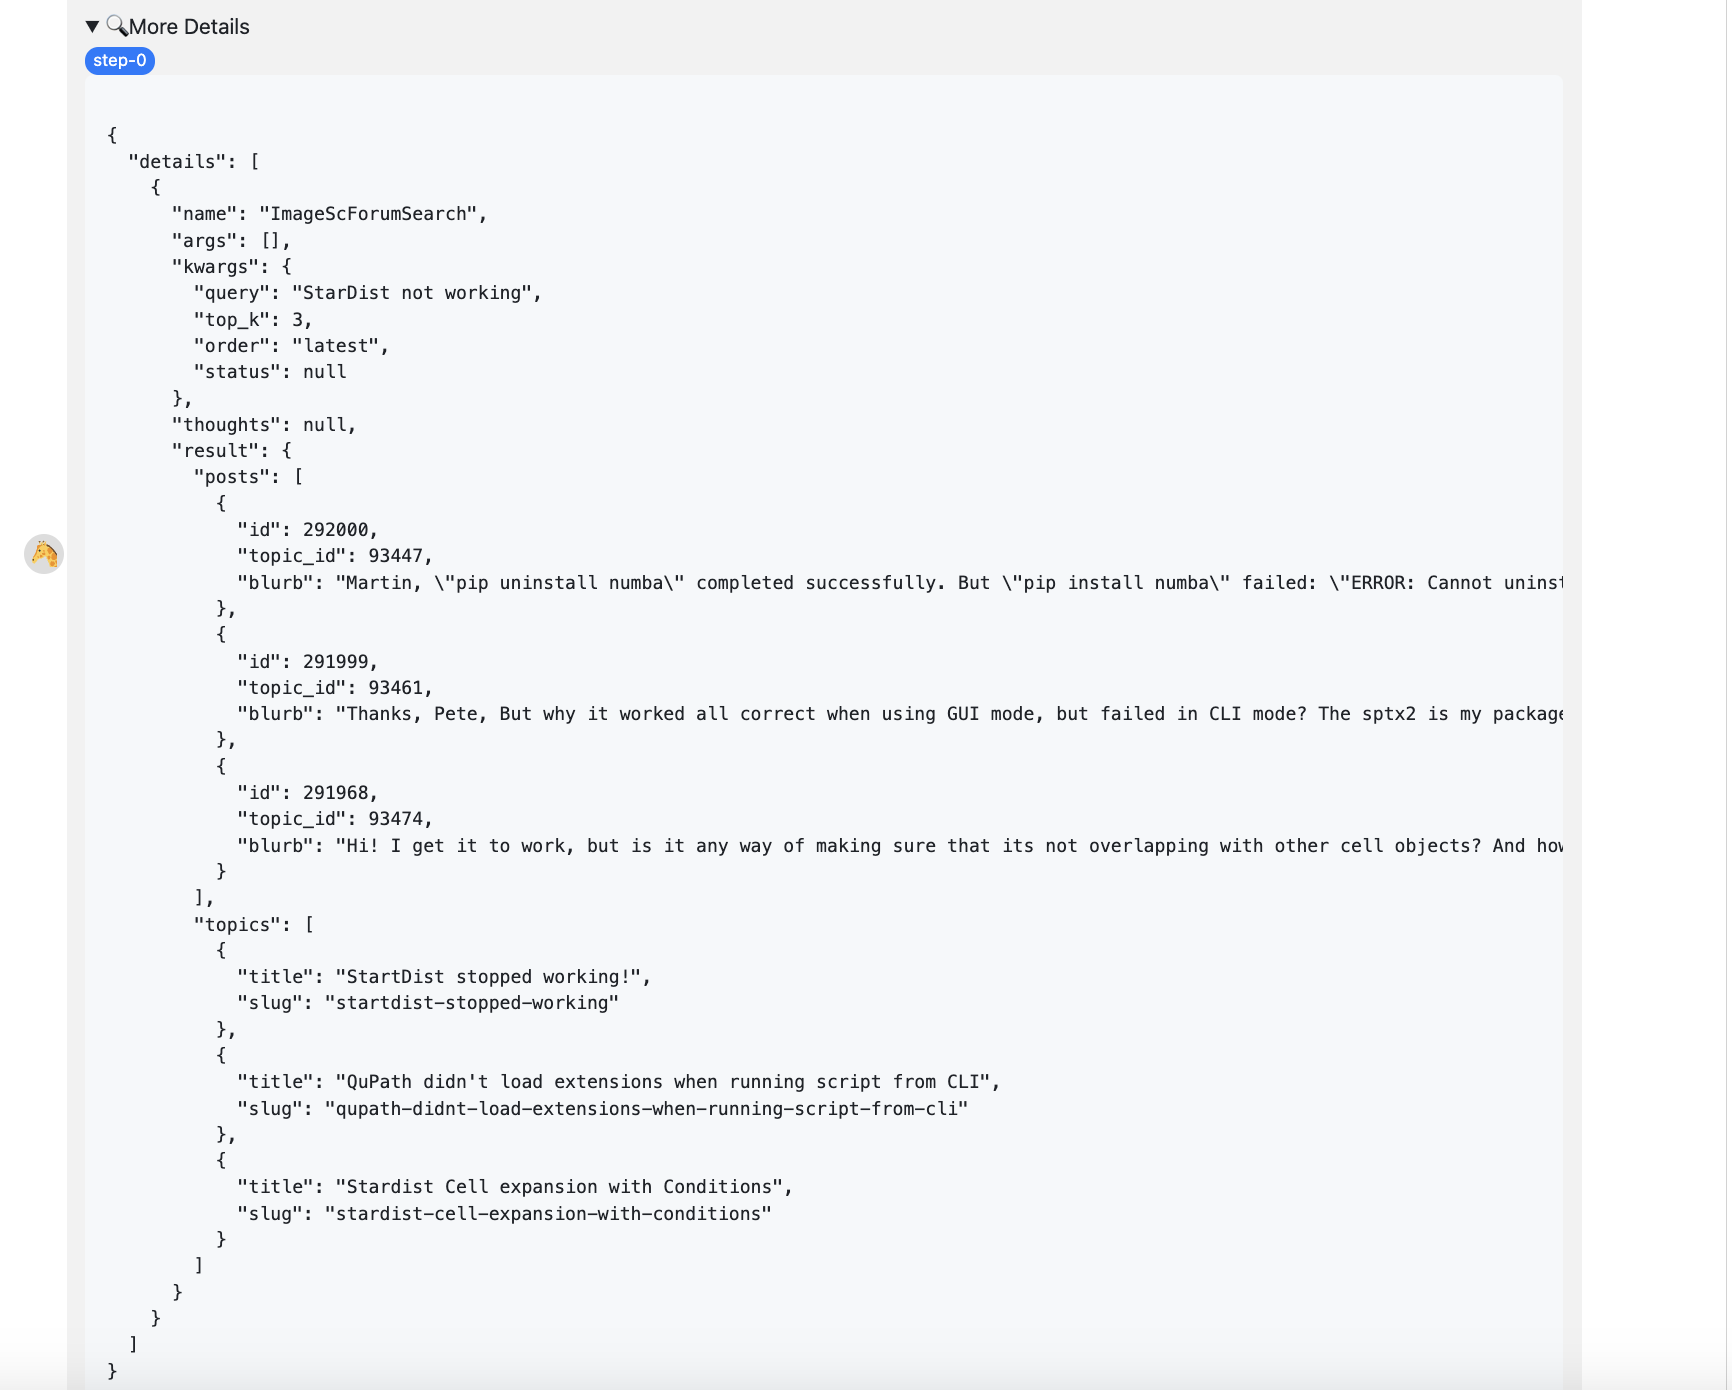 ▼ 🔍More Details
step-0
{
  "details": [
    {
      "name": "ImageScForumSearch",
      "args": [],
      "kwargs": {
        "query": "StarDist not working",
        "top_k": 3,
        "order": "latest",
        "status": null
      },
      "thoughts": null,
      "result": {
        "posts": [
          {
            "id": 292000,
            "topic_id": 93447,
            "blurb": "Martin, \"pip uninstall numba\" completed successfully. But \"pip install numba\" failed: \"ERROR: Cannot uninst
          },
          {
            "id": 291999,
            "topic_id": 93461,
            "blurb": "Thanks, Pete, But why it worked all correct when using GUI mode, but failed in CLI mode? The sptx2 is my package
          },
          {
            "id": 291968,
            "topic_id": 93474,
            "blurb": "Hi! I get it to work, but is it any way of making sure that its not overlapping with other cell objects? And how
          }
        ],
        "topics": [
          {
            "title": "StartDist stopped working!",
            "slug": "startdist-stopped-working"
          },
          {
            "title": "QuPath didn't load extensions when running script from CLI",
            "slug": "qupath-didnt-load-extensions-when-running-script-from-cli"
          },
          {
            "title": "Stardist Cell expansion with Conditions",
            "slug": "stardist-cell-expansion-with-conditions"
          }
        ]
      }
    }
  ]
}